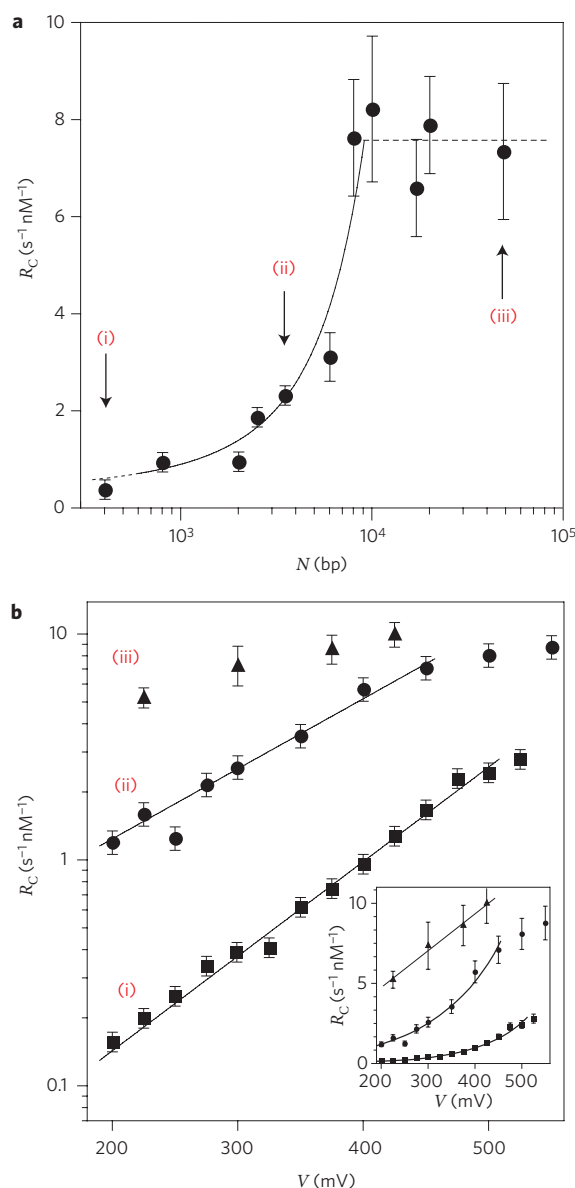 a
10
8
6
4
2
0
R_C (s⁻¹ nM⁻¹)
(i)
(ii)
(iii)
10³
10⁴
10⁵
N (bp)
b
10
1
0.1
R_C (s⁻¹ nM⁻¹)
(iii)
(ii)
(i)
200
300
400
500
V (mV)
10
5
0
R_C (s⁻¹ nM⁻¹)
200
300
400
500
V (mV)